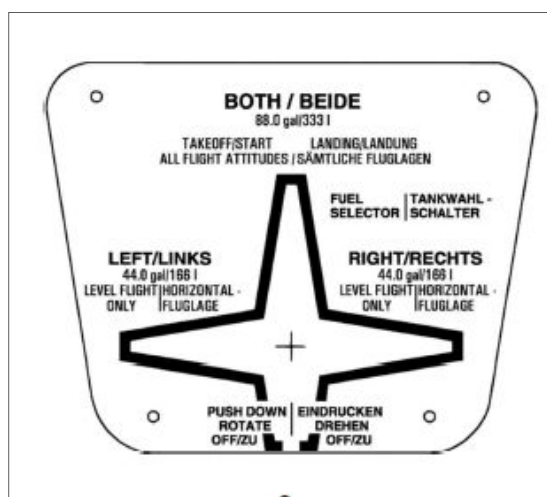 BOTH / BEIDE
88.0 gal/333 l
TAKEOFF/START LANDING/LANDUNG
ALL FLIGHT ATTITUDES / SÄMTLICHE FLUGLAGEN
FUEL SELECTOR | TANKWAHL - SCHALTER
LEFT/LINKS
44.0 gal/166 l
LEVEL FLIGHT ONLY | HORIZONTAL - FLUGLAGE
RIGHT/RECHTS
44.0 gal/166 l
LEVEL FLIGHT ONLY | HORIZONTAL - FLUGLAGE
PUSH DOWN | EINDRUCKEN
ROTATE DREHEN
OFF/ZU OFF/ZU